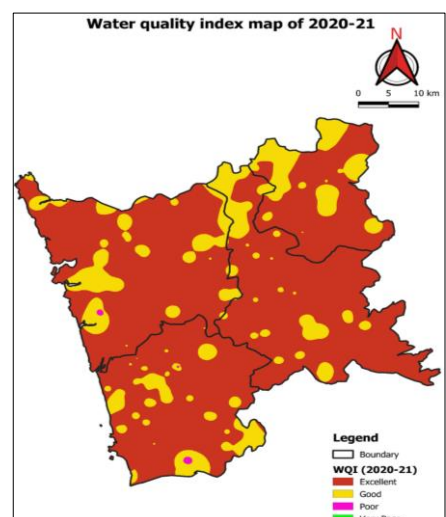 Water quality index map of 2020-21
N
0 5 10 km
Legend
Boundary
WQI (2020-21)
Excellent
Good
Poor